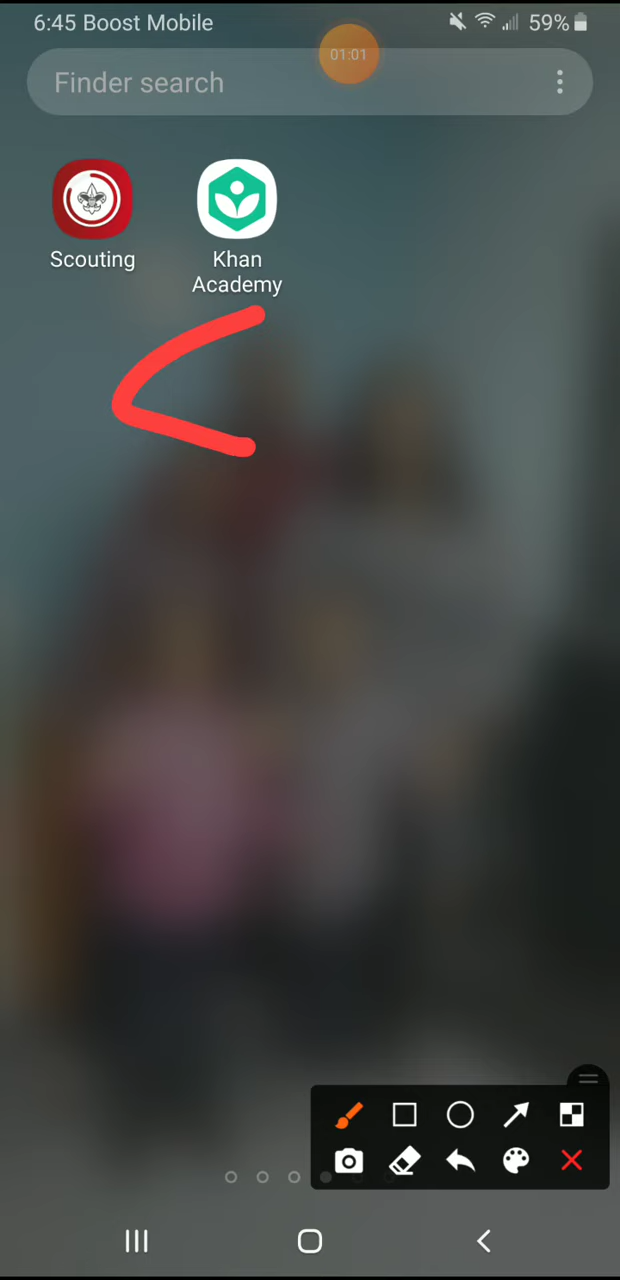 6:45 Boost Mobile
59%
01:01
Finder search
Scouting
Khan
Academy